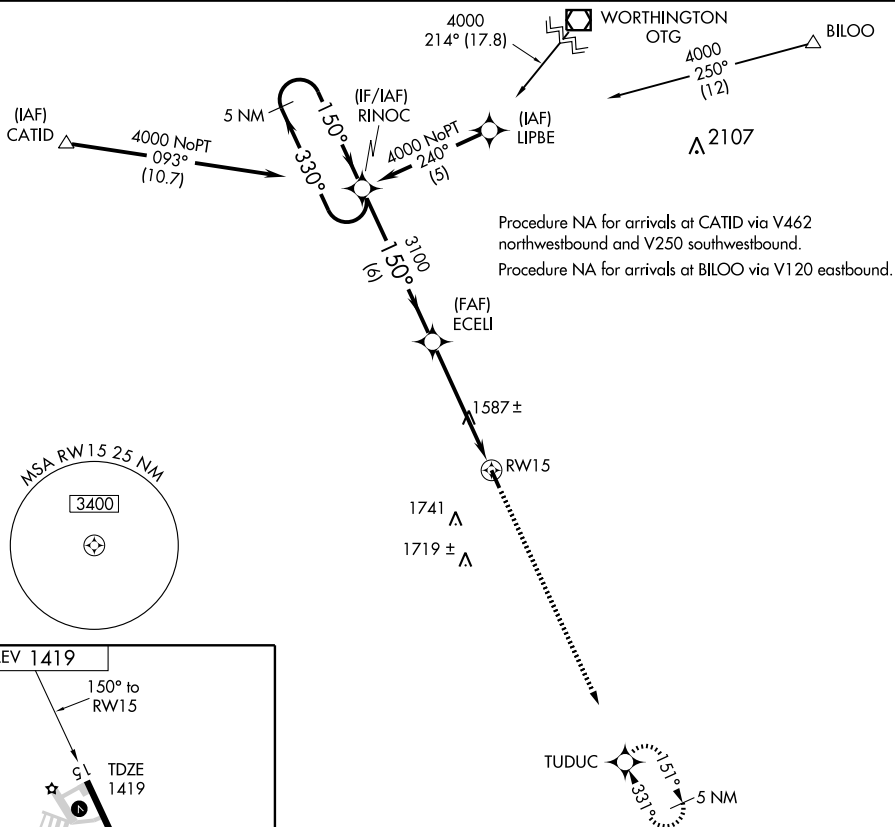 4000
214° (17.8)
WORTHINGTON
OTG
BILOO
4000
250°
(12)
(IAF)
CATID
4000 NoPT
093°
(10.7)
5 NM
150°
330°
(IF/IAF)
RINOC
4000 NoPT
240°
(5)
(IAF)
LIPBE
2107
Procedure NA for arrivals at CATID via V462
northwestbound and V250 southwestbound.
Procedure NA for arrivals at BILOO via V120 eastbound.
3100
150°
(6)
(FAF)
ECELI
1587 ±
RW15
1741
1719 ±
MSA RW15 25 NM
3400
EV 1419
150° to
RW15
15
TDZE
1419
TUDUC
151°
331°
5 NM